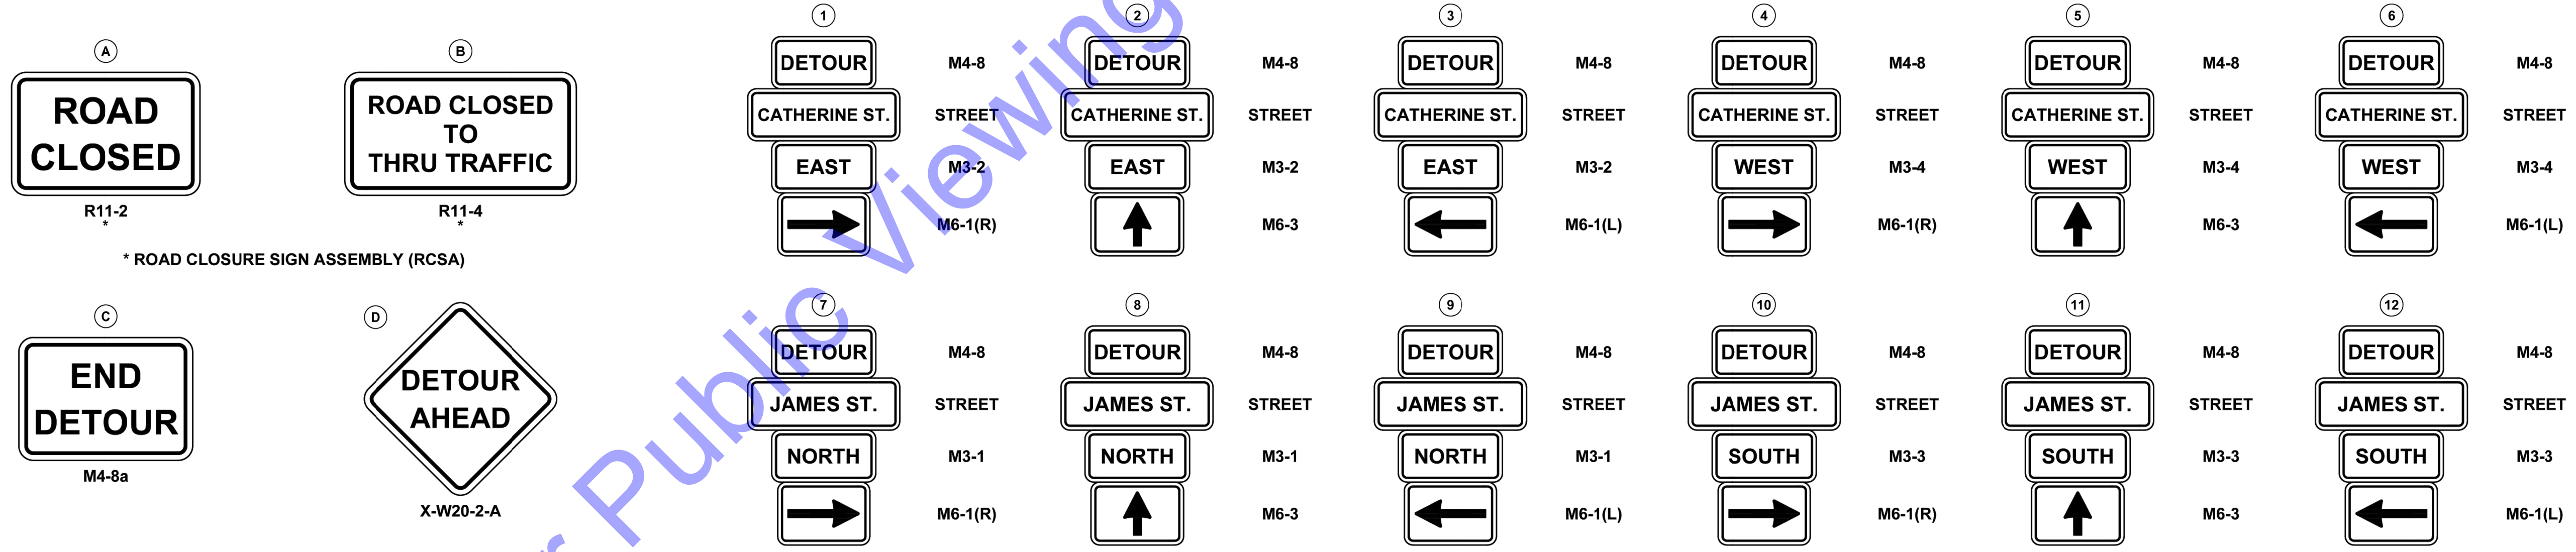 A
ROAD
CLOSED
R11-2
*
B
ROAD CLOSED
TO
THRU TRAFFIC
R11-4
*
* ROAD CLOSURE SIGN ASSEMBLY (RCSA)
C
END
DETOUR
M4-8a
D
DETOUR
AHEAD
X-W20-2-A
1
DETOUR M4-8
CATHERINE ST. STREET
EAST M3-2
M6-1(R)
2
DETOUR M4-8
CATHERINE ST. STREET
EAST M3-2
M6-3
3
DETOUR M4-8
CATHERINE ST. STREET
EAST M3-2
M6-1(L)
4
DETOUR M4-8
CATHERINE ST. STREET
WEST M3-4
M6-1(R)
5
DETOUR M4-8
CATHERINE ST. STREET
WEST M3-4
M6-3
6
DETOUR M4-8
CATHERINE ST. STREET
WEST M3-4
M6-1(L)
7
DETOUR M4-8
JAMES ST. STREET
NORTH M3-1
M6-1(R)
8
DETOUR M4-8
JAMES ST. STREET
NORTH M3-1
M6-3
9
DETOUR M4-8
JAMES ST. STREET
NORTH M3-1
M6-1(L)
10
DETOUR M4-8
JAMES ST. STREET
SOUTH M3-3
M6-1(R)
11
DETOUR M4-8
JAMES ST. STREET
SOUTH M3-3
M6-3
12
DETOUR M4-8
JAMES ST. STREET
SOUTH M3-3
M6-1(L)
Public Viewing